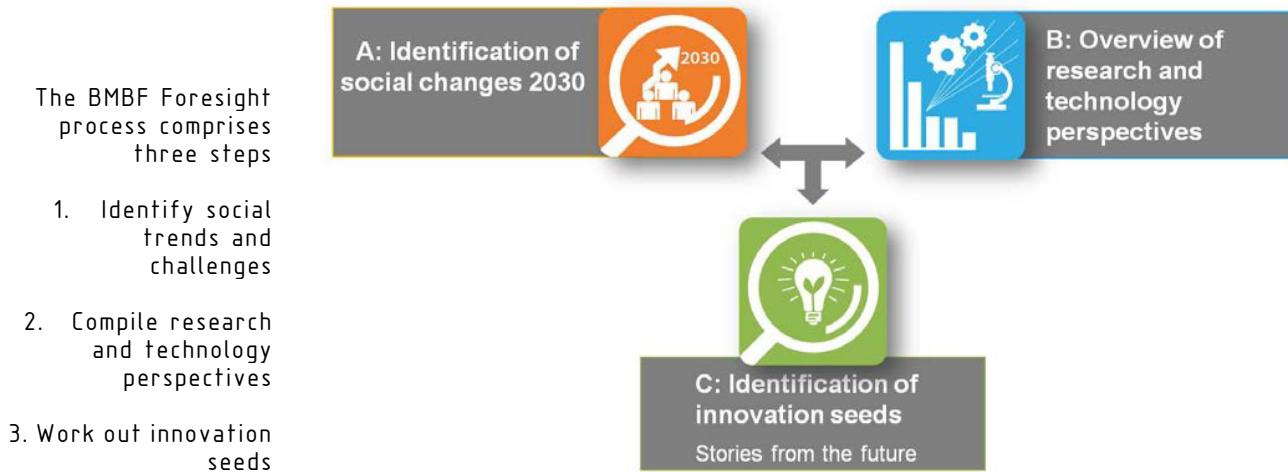 The BMBF Foresight
process comprises
three steps
1. Identify social
trends and
challenges
2. Compile research
and technology
perspectives
3. Work out innovation
seeds
A: Identification of
social changes 2030
2030
B: Overview of
research and
technology
perspectives
C: Identification of
innovation seeds
Stories from the future